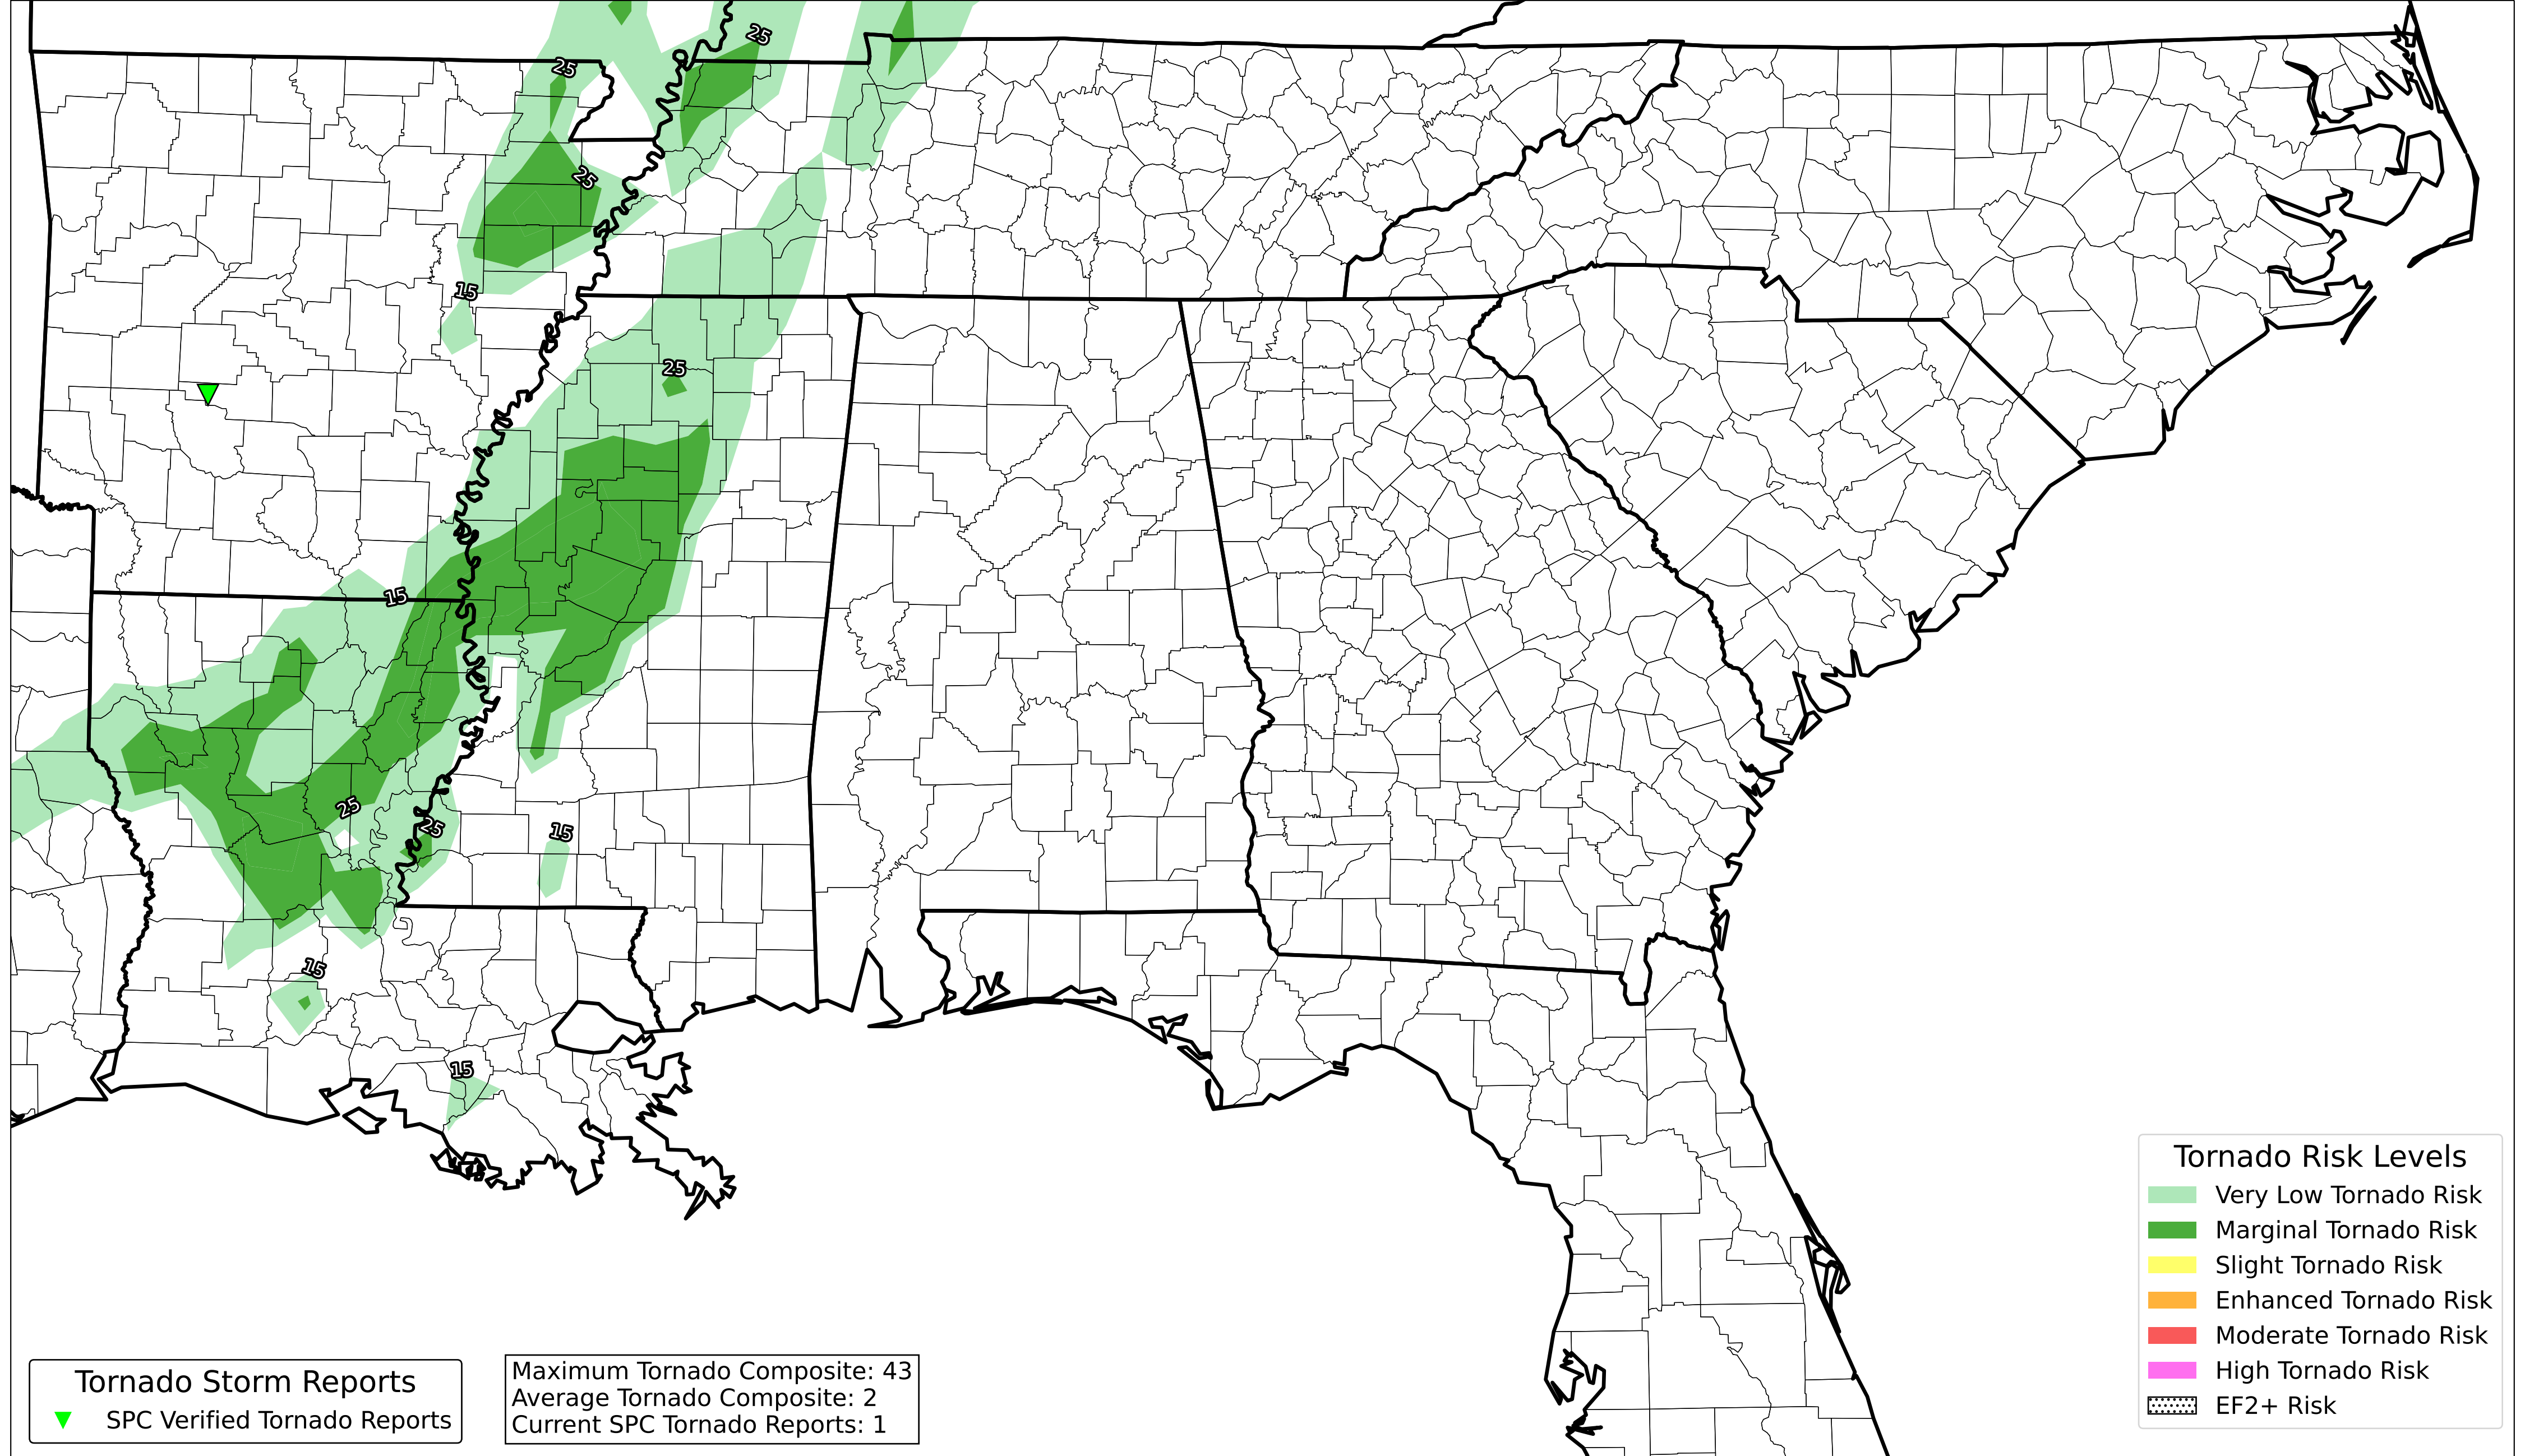 25
25
25
15
25
15
25
25
15
15
15
Tornado Risk Levels
Very Low Tornado Risk
Marginal Tornado Risk
Slight Tornado Risk
Enhanced Tornado Risk
Moderate Tornado Risk
High Tornado Risk
EF2+ Risk
Tornado Storm Reports
SPC Verified Tornado Reports
Maximum Tornado Composite: 43
Average Tornado Composite: 2
Current SPC Tornado Reports: 1